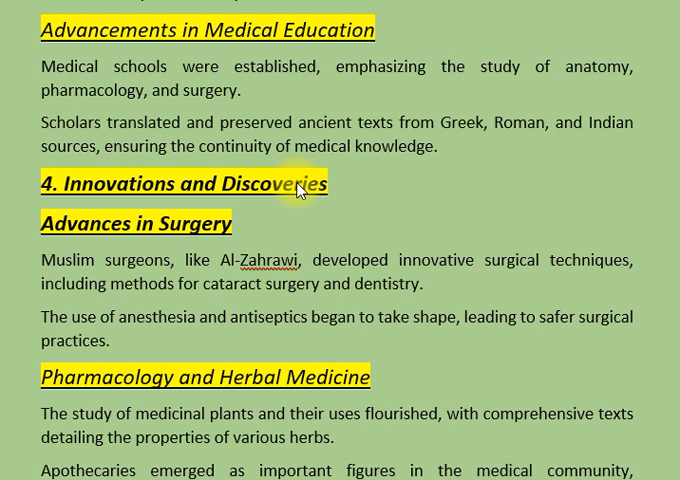 Advancements in Medical Education
Medical schools were established, emphasizing the study of anatomy,
pharmacology, and surgery.
Scholars translated and preserved ancient texts from Greek, Roman, and Indian
sources, ensuring the continuity of medical knowledge.
4. Innovations and Discoveries
Advances in Surgery
Muslim surgeons, like Al-Zahrawi, developed innovative surgical techniques,
including methods for cataract surgery and dentistry.
The use of anesthesia and antiseptics began to take shape, leading to safer surgical
practices.
Pharmacology and Herbal Medicine
The study of medicinal plants and their uses flourished, with comprehensive texts
detailing the properties of various herbs.
Apothecaries emerged as important figures in the medical community,